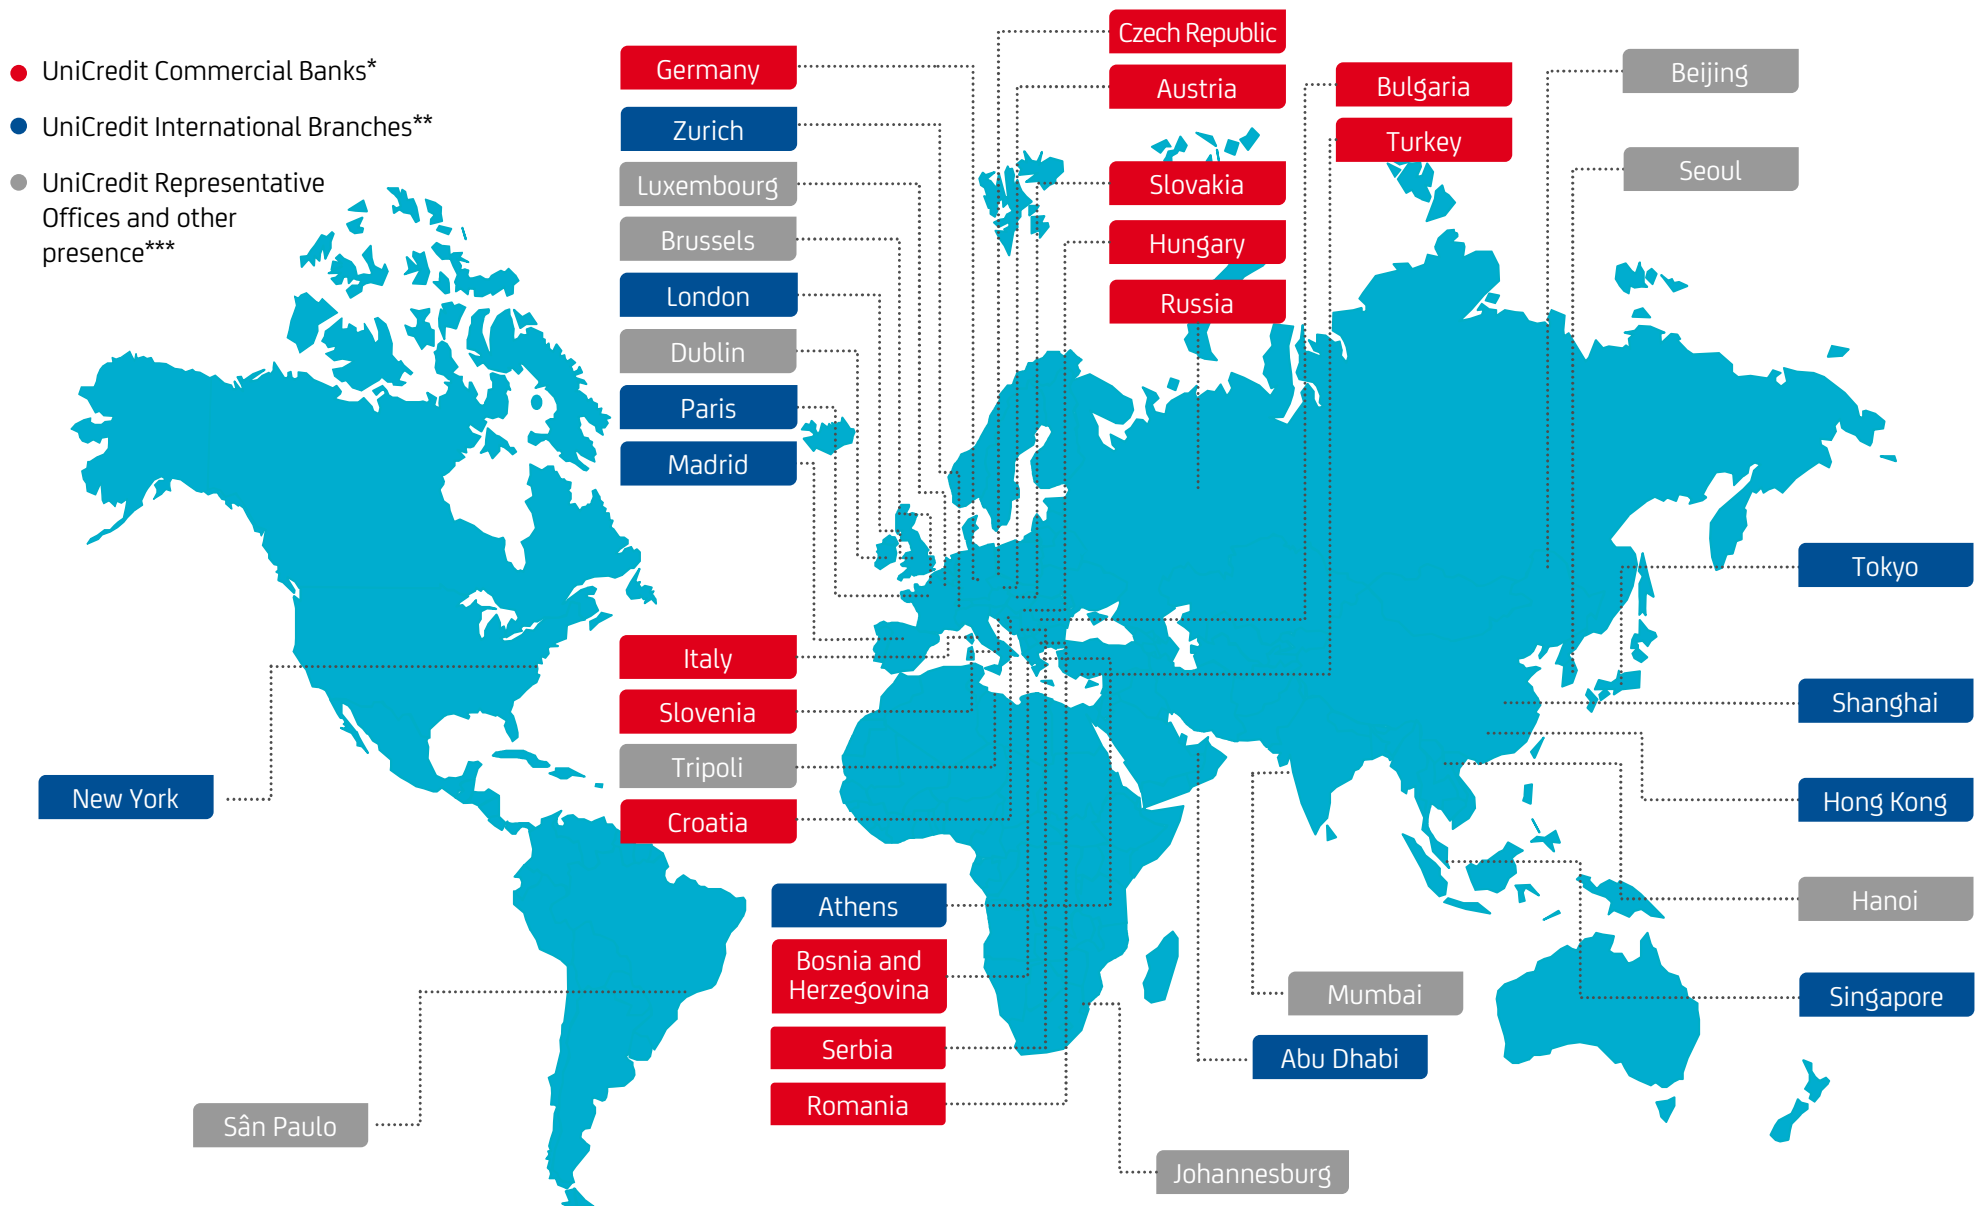 UniCredit Commercial Banks*
UniCredit International Branches**
UniCredit Representative
Offices and other
presence***
Germany
Zurich
Luxembourg
Brussels
London
Dublin
Paris
Madrid
Czech Republic
Austria
Slovakia
Hungary
Russia
Bulgaria
Turkey
Beijing
Seoul
Italy
Slovenia
Tripoli
Croatia
New York
Athens
Bosnia and
Herzegovina
Serbia
Romania
Sân Paulo
Johannesburg
Mumbai
Abu Dhabi
Tokyo
Shanghai
Hong Kong
Hanoi
Singapore